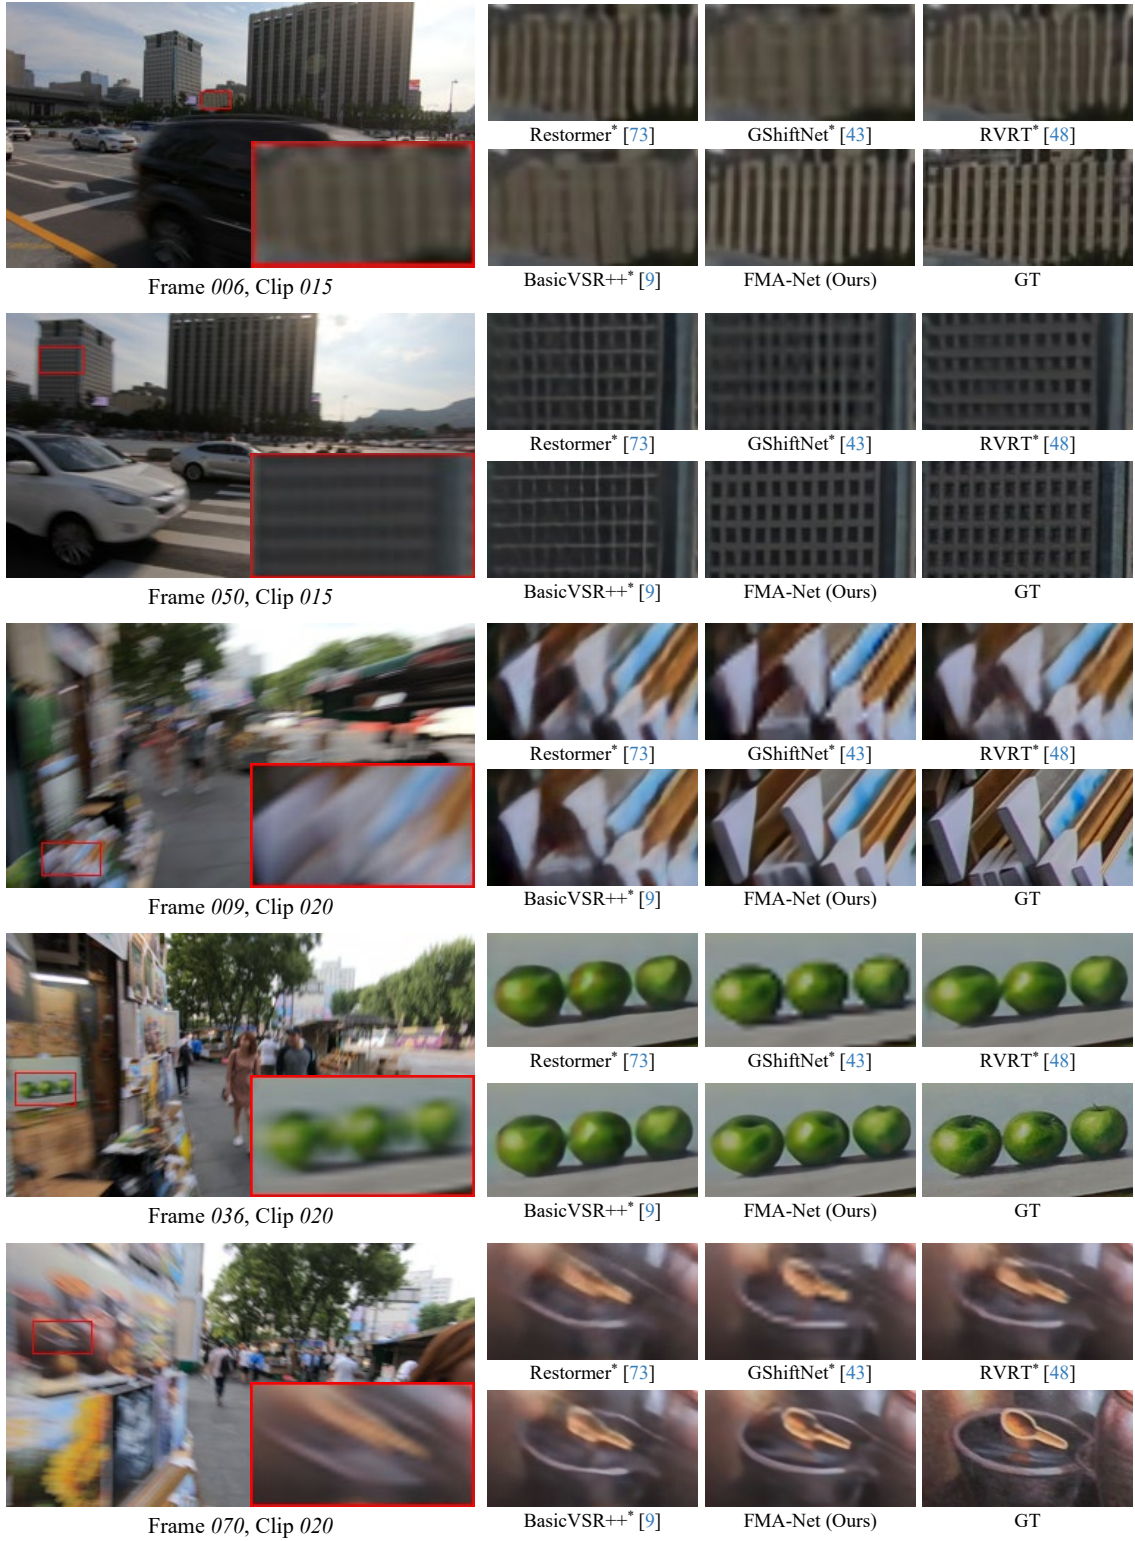 Restormer* [73] GShiftNet* [43] RVRT* [48]
BasicVSR++* [9] FMA-Net (Ours) GT
Frame 006, Clip 015
Restormer* [73] GShiftNet* [43] RVRT* [48]
BasicVSR++* [9] FMA-Net (Ours) GT
Frame 050, Clip 015
Restormer* [73] GShiftNet* [43] RVRT* [48]
BasicVSR++* [9] FMA-Net (Ours) GT
Frame 009, Clip 020
Restormer* [73] GShiftNet* [43] RVRT* [48]
BasicVSR++* [9] FMA-Net (Ours) GT
Frame 036, Clip 020
Restormer* [73] GShiftNet* [43] RVRT* [48]
BasicVSR++* [9] FMA-Net (Ours) GT
Frame 070, Clip 020